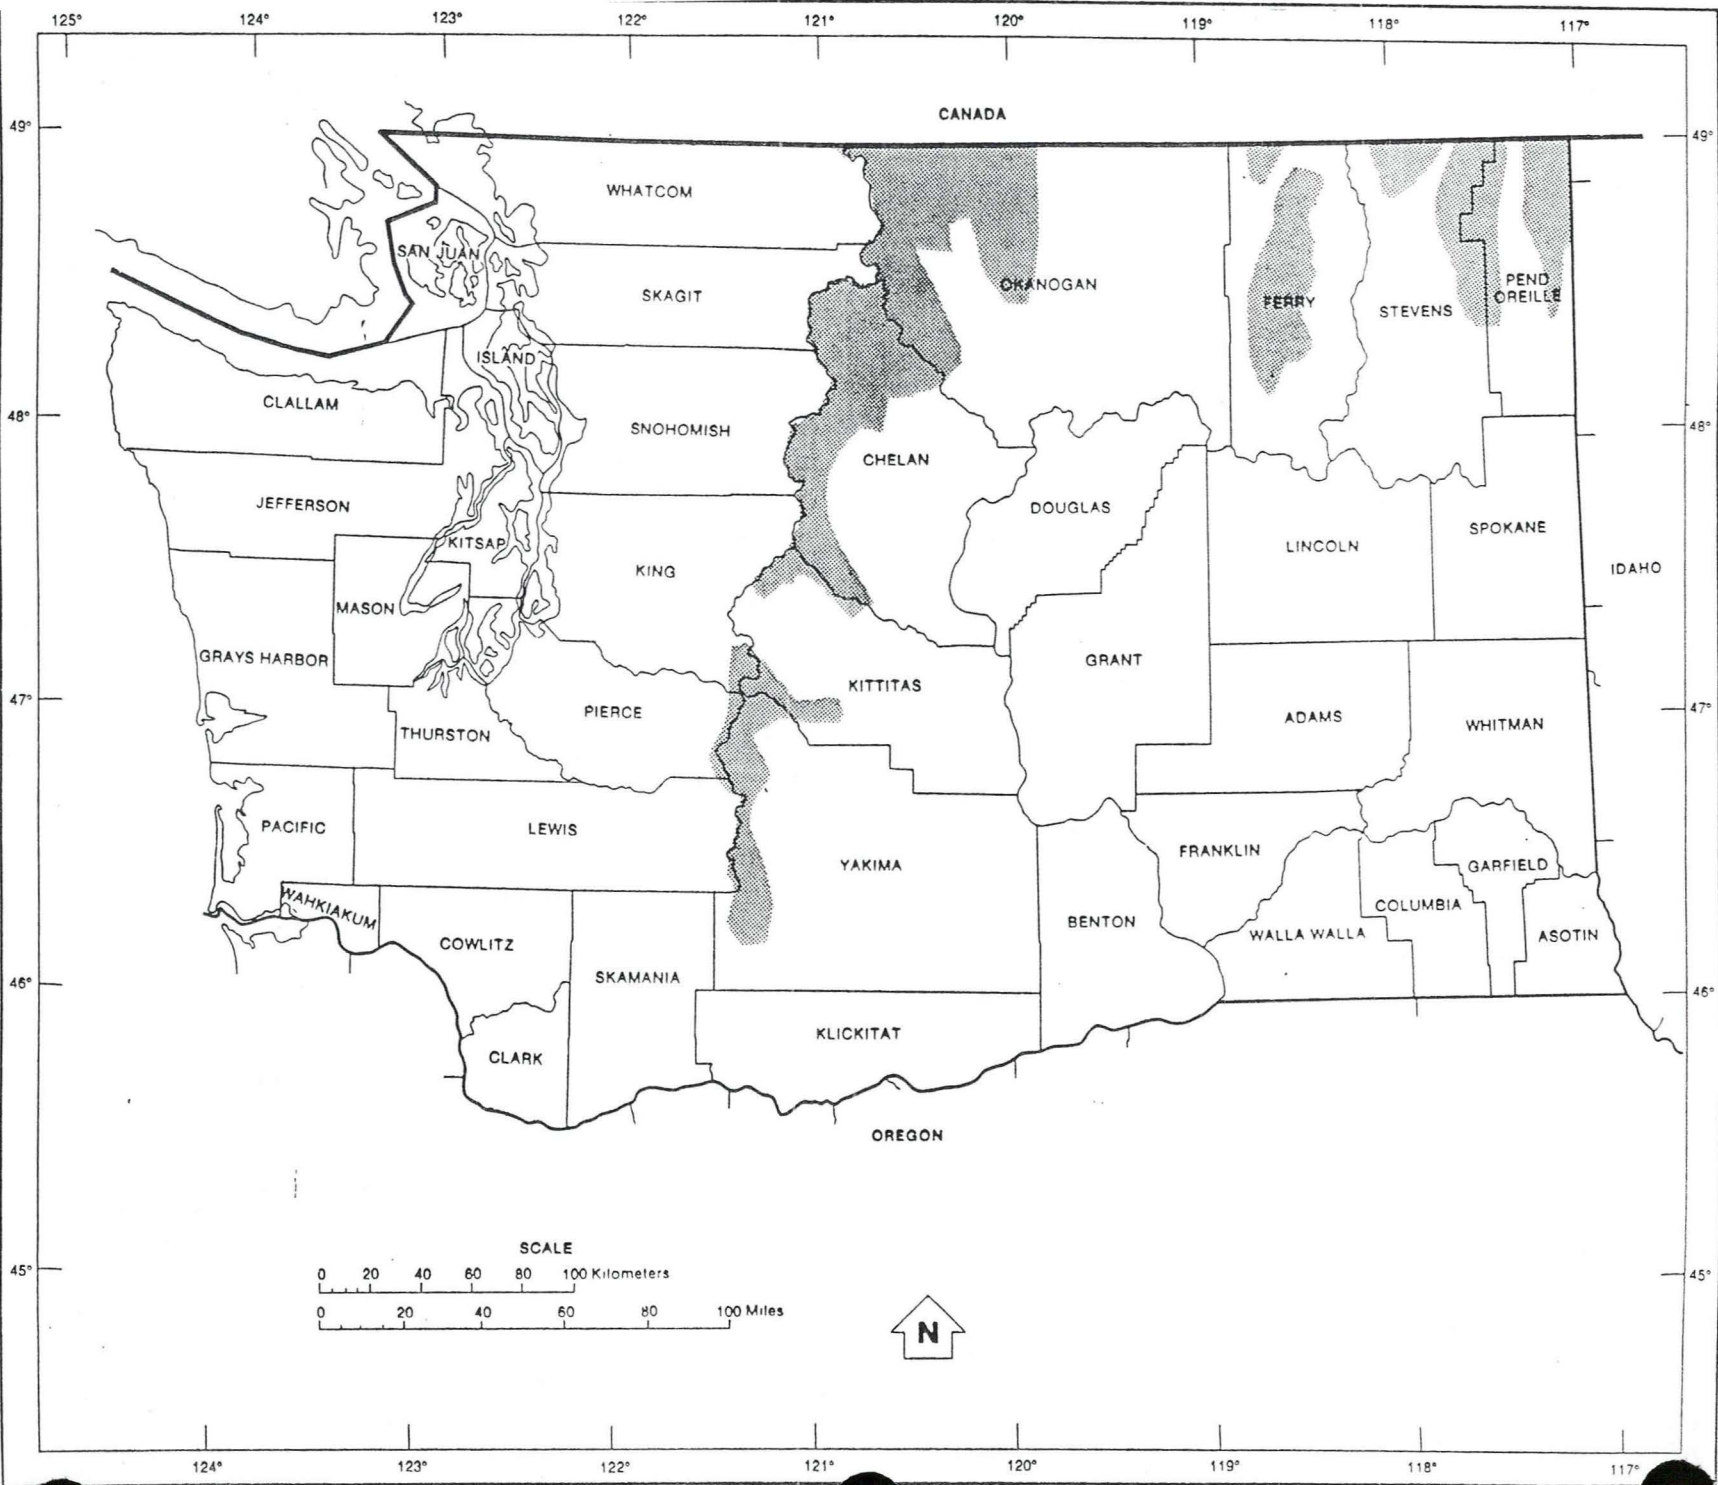 125° 124° 123° 122° 121° 120° 119° 118° 117°
CANADA
49° 49°
WHATCOM
SAN JUAN
SKAGIT
OKANOGAN
FERRY
STEVENS
PEND
OREILLE
ISLAND
CLALLAM
48° 48°
SNOHOMISH
CHELAN
JEFFERSON
DOUGLAS
KITSAP
LINCOLN
SPOKANE
KING
IDAHO
MASON
GRAYS HARBOR
GRANT
KITTITAS
47° 47°
PIERCE
ADAMS
WHITMAN
THURSTON
PACIFIC
LEWIS
YAKIMA
FRANKLIN
GARFIELD
WAHKIAKUM
COLUMBIA
BENTON
WALLA WALLA
ASOTIN
COWLITZ
SKAMANIA
46° 46°
KLICKITAT
CLARK
OREGON
SCALE
0 20 40 60 80 100 Kilometers
0 20 40 60 80 100 Miles
45° 45°
N
124° 123° 122° 121° 120° 119° 118° 117°